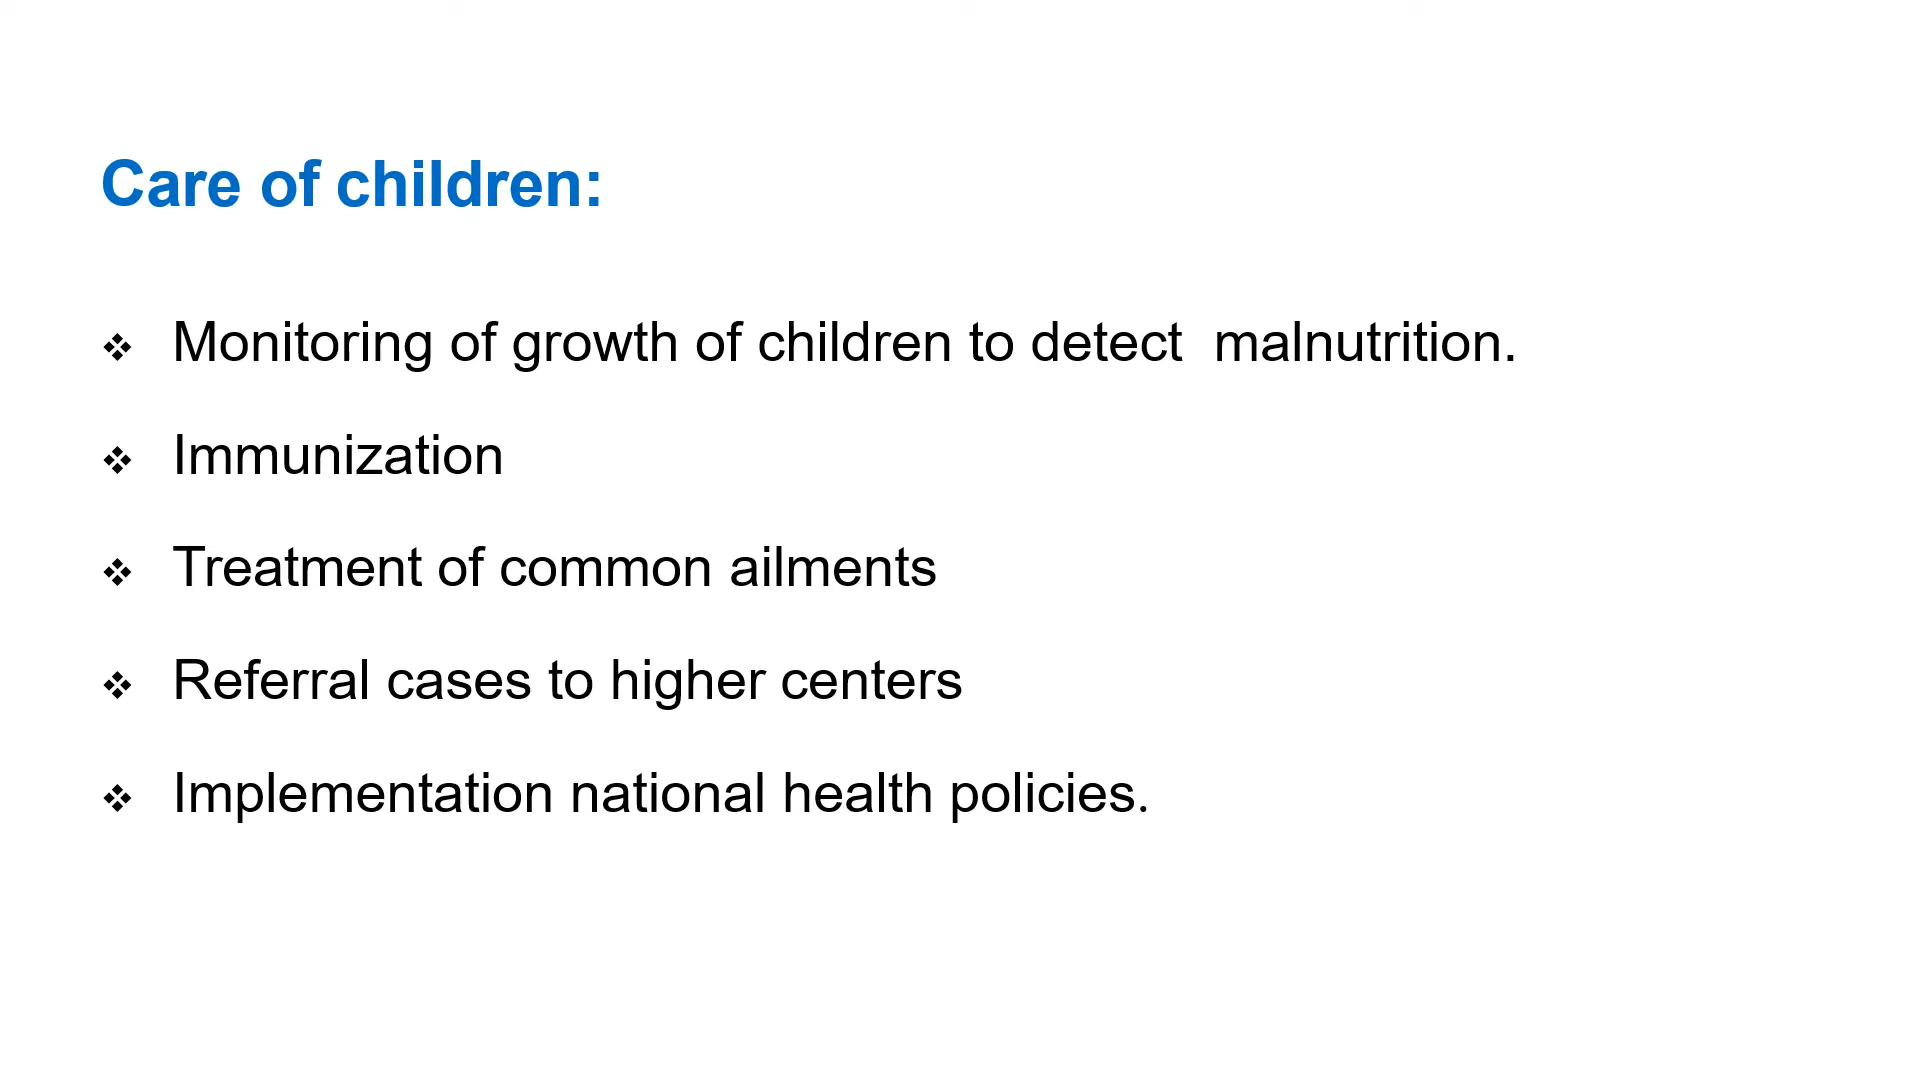 Care of children:
❖ Monitoring of growth of children to detect  malnutrition.
❖ Immunization
❖ Treatment of common ailments
❖ Referral cases to higher centers
❖ Implementation national health policies.